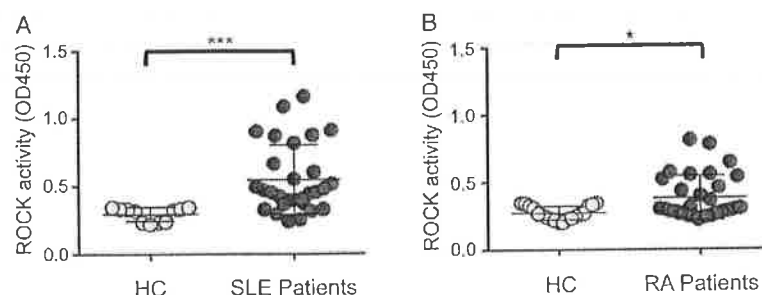 A
***
ROCK activity (OD450)
1.5
1.0
0.5
0.0
HC
SLE Patients
B
*
ROCK activity (OD450)
1.5
1.0
0.5
0.0
HC
RA Patients